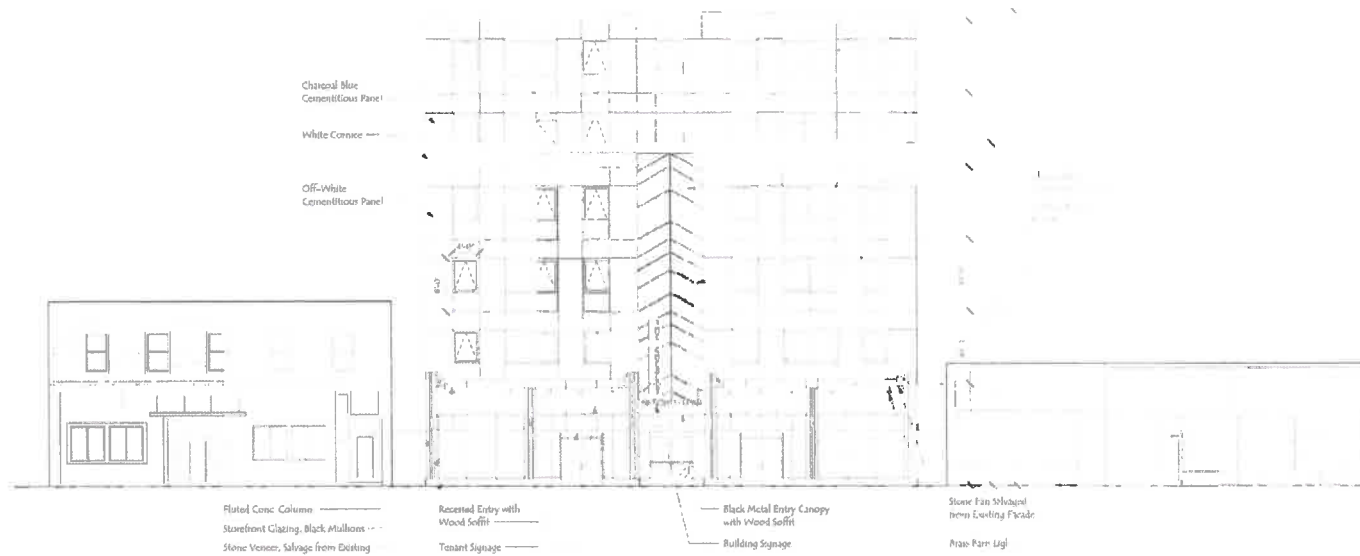 Charcoal Blue
Cementitious Panel
White Cornice
Off-White
Cementitious Panel
Fluted Conc Column
Storefront Glazing, Black Mullions
Stone Veneer, Salvage from Existing
Recessed Entry with
Wood Soffit
Tenant Signage
Black Metal Entry Canopy
with Wood Soffit
Building Signage
Stone Fan Salvaged
from Existing Facade